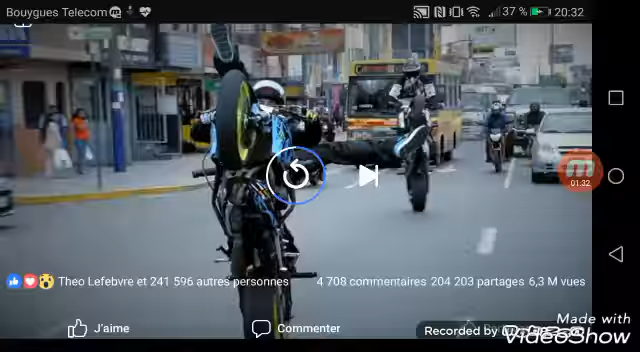 Bouygues Telecom 37 % 20:32
01:32
Theo Lefebvre et 241 596 autres personnes 4 708 commentaires 204 203 partages 6,3 M vues
J'aime Commenter
Recorded by
Made with
VideoShow